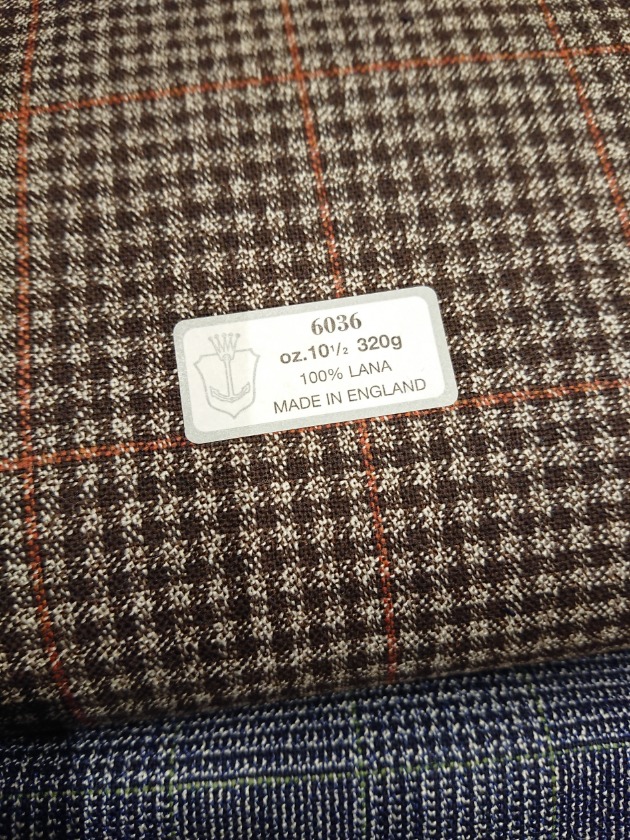 6036
oz.10½ 320g
100% LANA
MADE IN ENGLAND